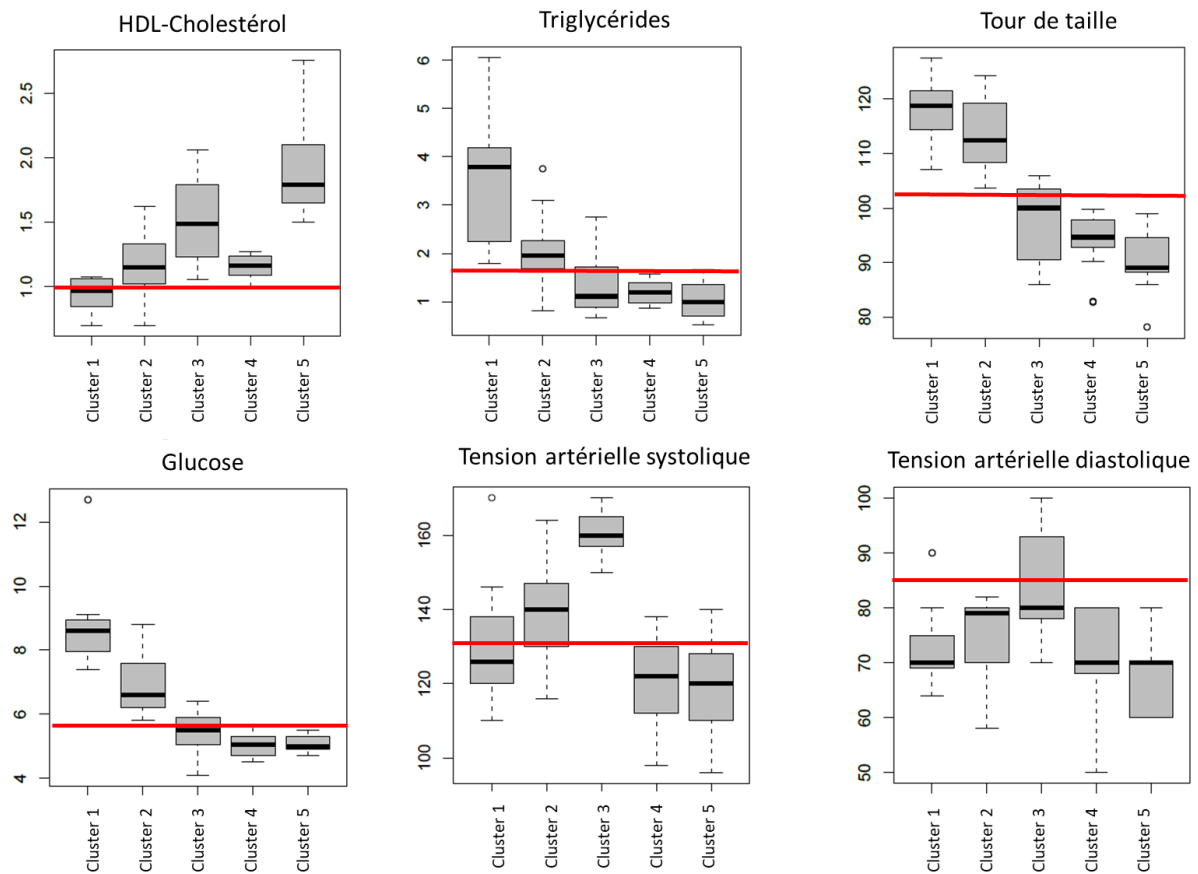 HDL-Cholestérol
2.5
2.0
1.5
1.0
Cluster 1
Cluster 2
Cluster 3
Cluster 4
Cluster 5
Triglycérides
6
5
4
3
2
1
Cluster 1
Cluster 2
Cluster 3
Cluster 4
Cluster 5
Tour de taille
120
110
100
90
80
Cluster 1
Cluster 2
Cluster 3
Cluster 4
Cluster 5
Glucose
12
10
8
6
4
Cluster 1
Cluster 2
Cluster 3
Cluster 4
Cluster 5
Tension artérielle systolique
160
140
120
100
Cluster 1
Cluster 2
Cluster 3
Cluster 4
Cluster 5
Tension artérielle diastolique
100
90
80
70
60
50
Cluster 1
Cluster 2
Cluster 3
Cluster 4
Cluster 5